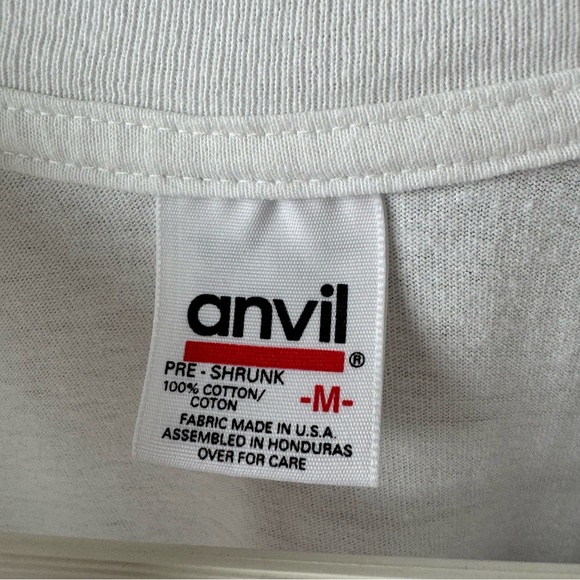 anvil®
PRE - SHRUNK
100% COTTON/
COTON
-M-
FABRIC MADE IN U.S.A.
ASSEMBLED IN HONDURAS
OVER FOR CARE